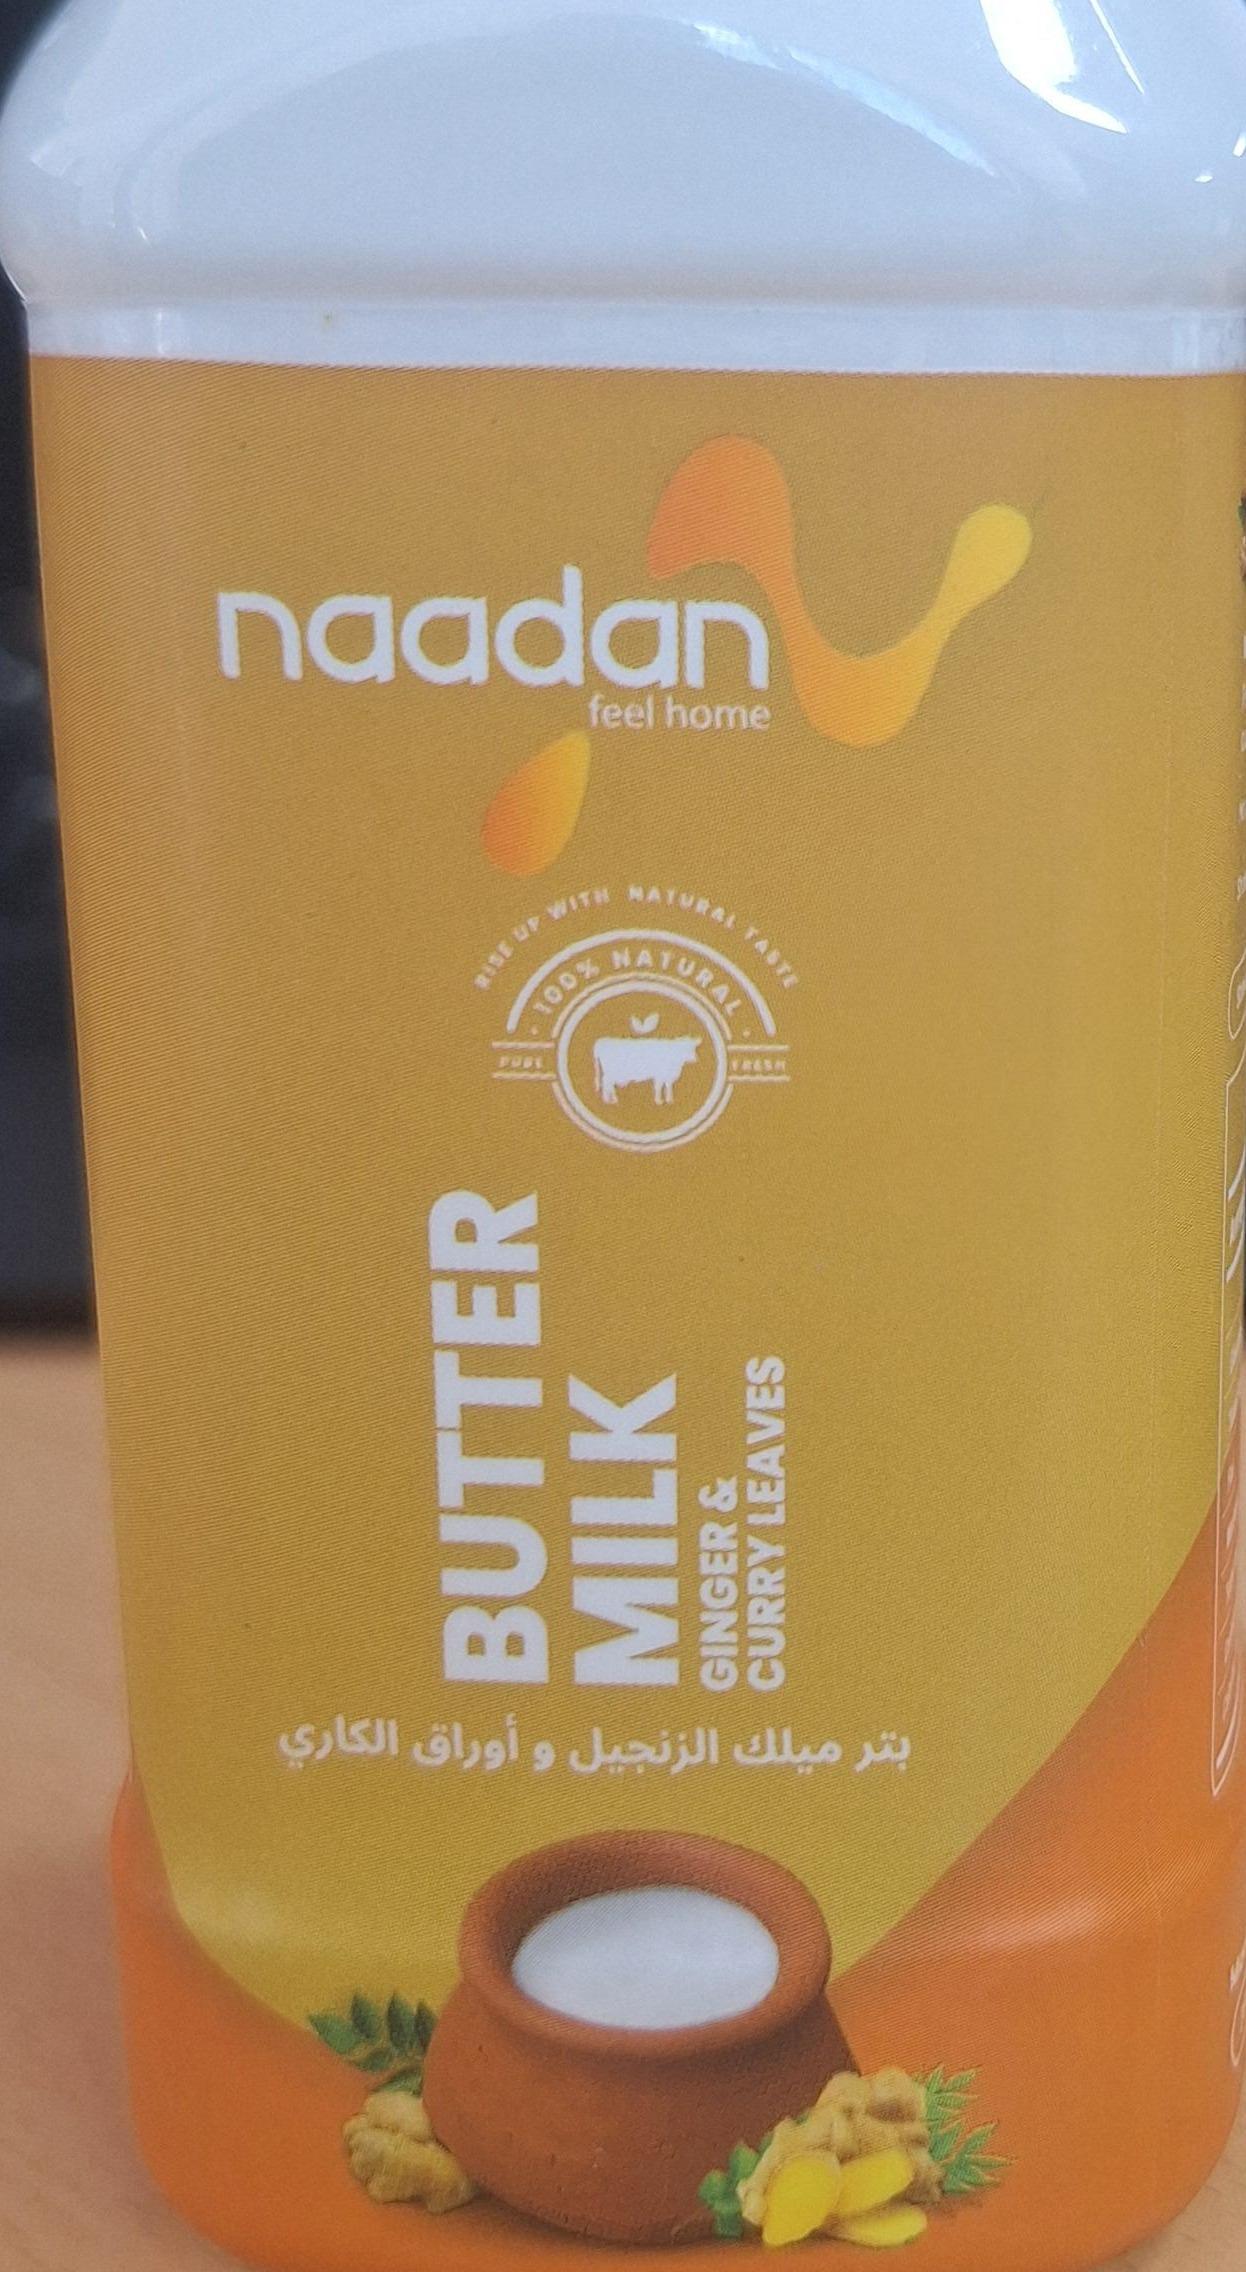 naadan
feel home
RISE UP WITH NATURAL TASTE
100% NATURAL
PURE
FRESH
BUTTER
MILK
GINGER &
CURRY LEAVES
بتر ميلك الزنجبيل و أوراق الكاري